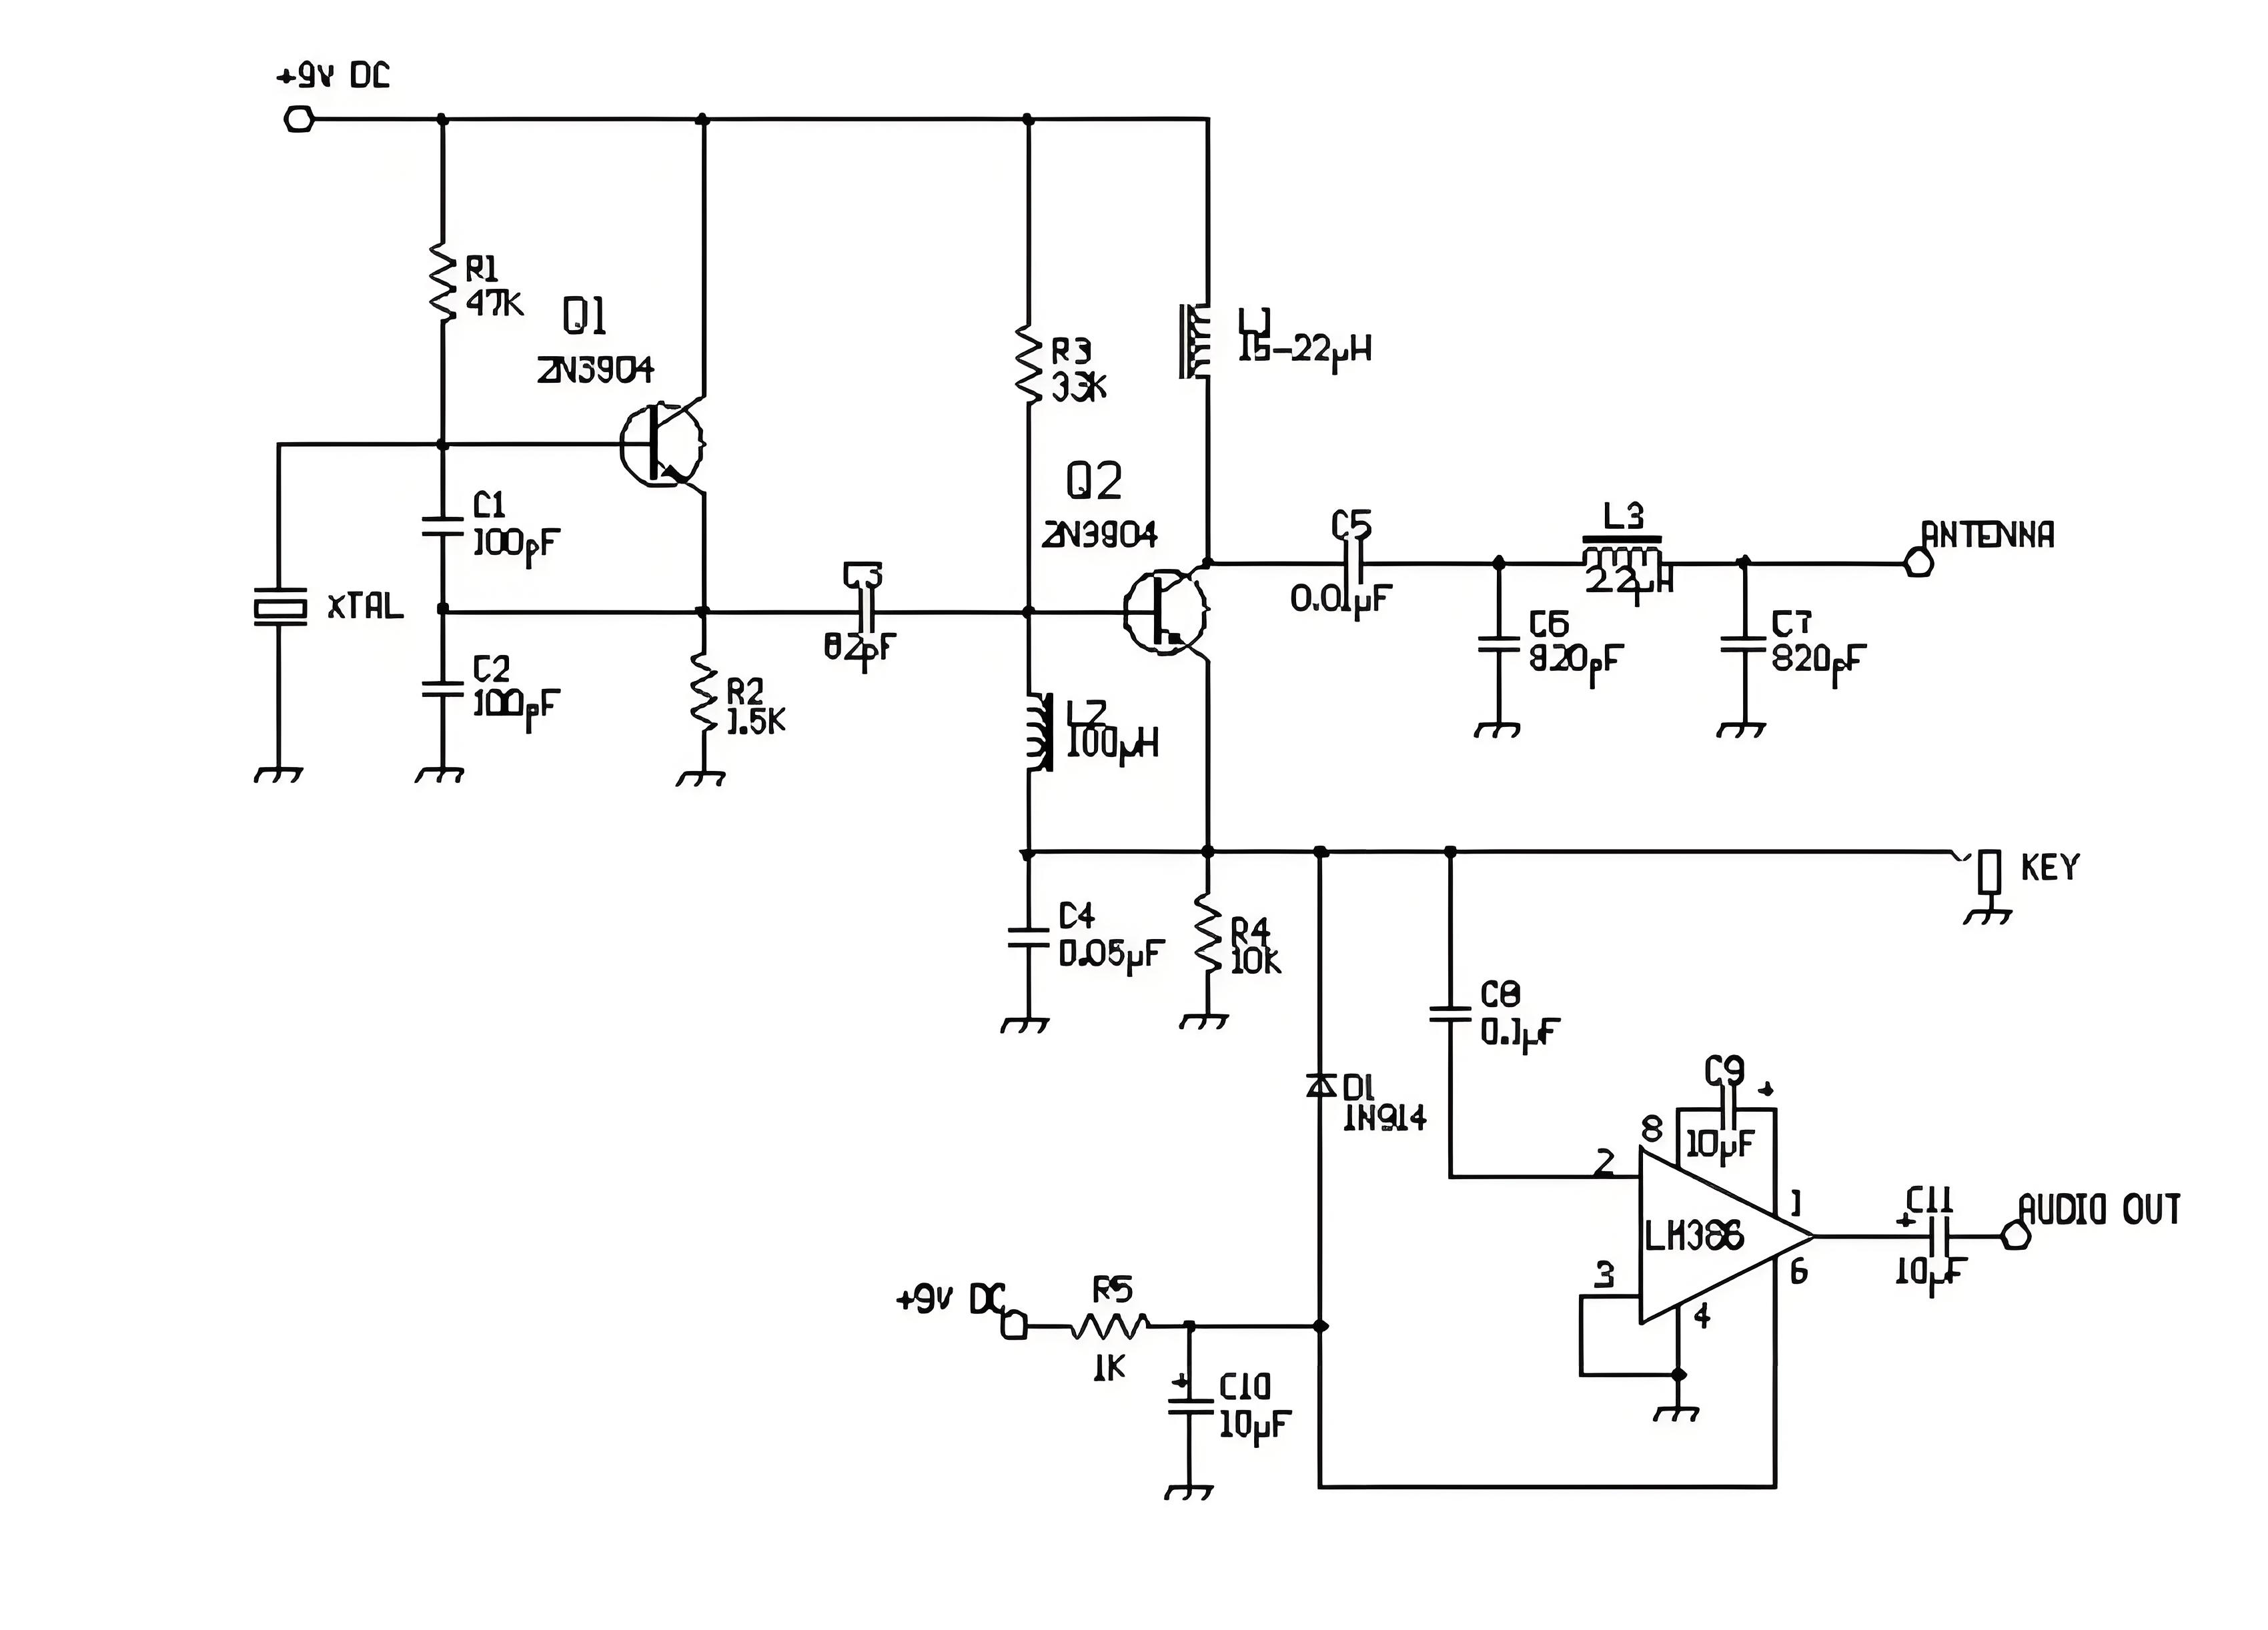 +9V DC
R1
47K
Q1
2N3904
R3
33K
L1
15-22µH
Q2
2N3904
C1
100pF
XTAL
C3
82pF
C5
0.01µF
L3
22µH
ANTENNA
C2
100pF
R2
1.5K
C6
820pF
C7
820pF
L2
100µH
KEY
C4
0.05µF
R4
10K
C8
0.1µF
D1
1N914
C9
+
10µF
8
2
1
LM386
3
4
6
C11
+
10µF
AUDIO OUT
+9V DC
R5
1K
+
C10
10µF